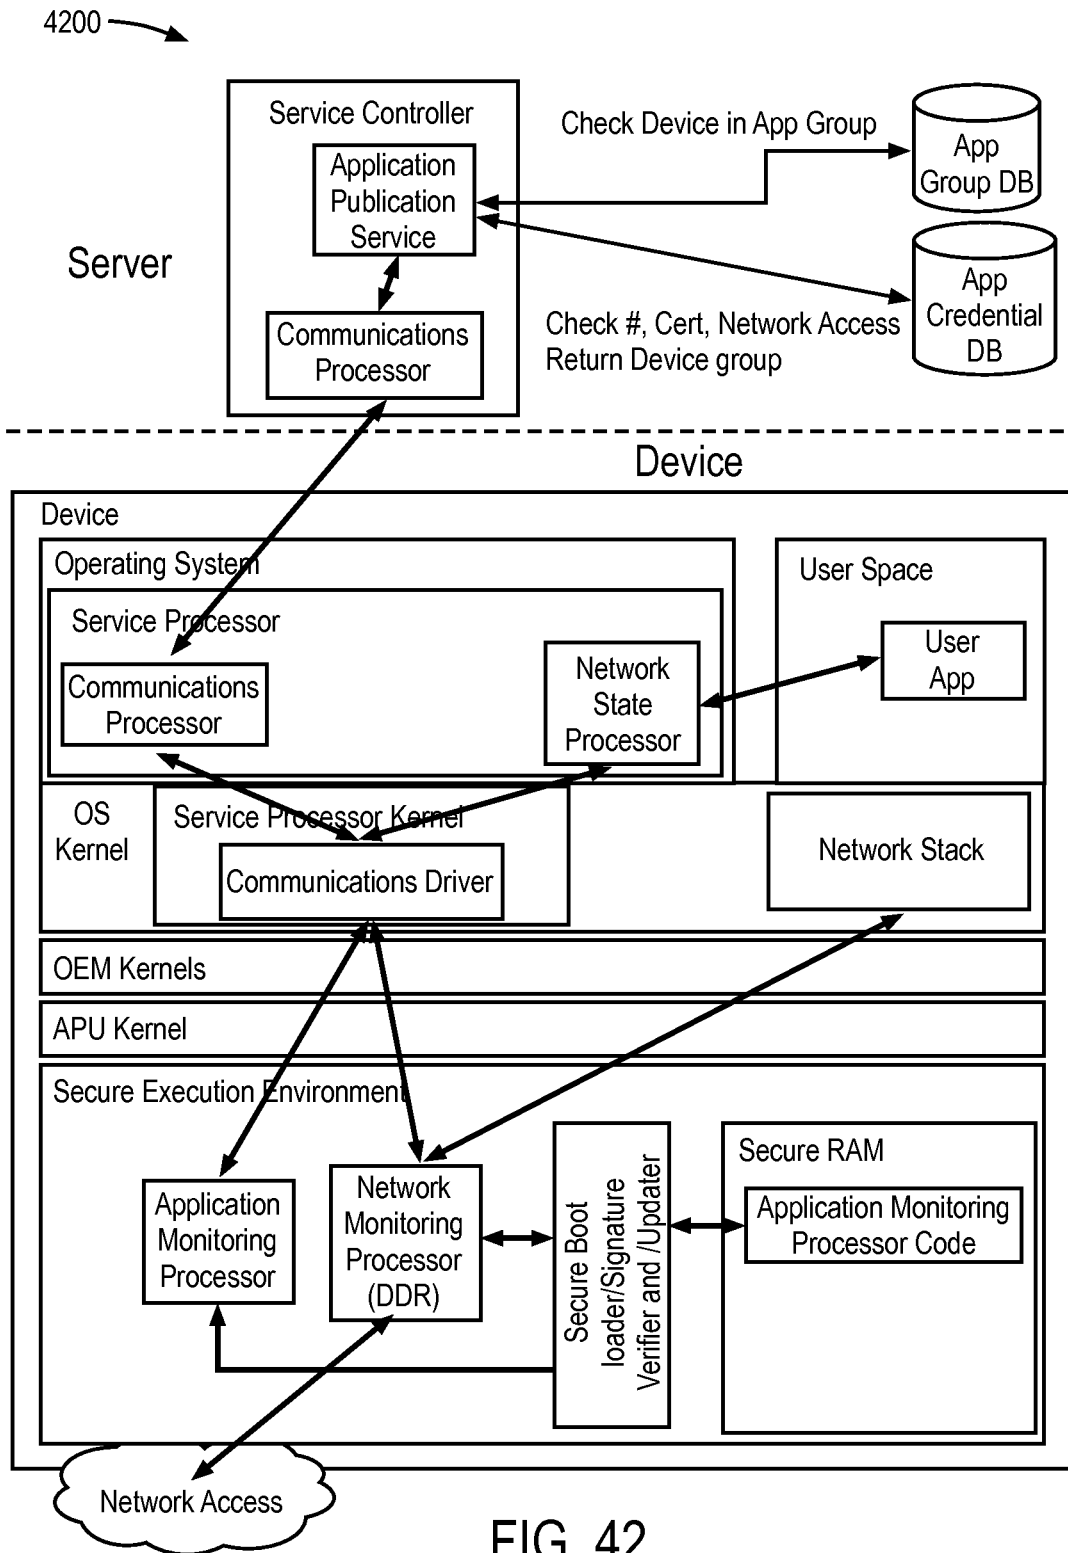 4200
Service Controller
Application
Publication
Service
Communications
Processor
Server
Check Device in App Group
App
Group DB
App
Credential
DB
Check #, Cert, Network Access
Return Device group
Device
Device
Operating System
Service Processor
Communications
Processor
Network
State
Processor
User Space
User
App
OS
Kernel
Service Processor Kernel
Communications Driver
Network Stack
OEM Kernels
APU Kernel
Secure Execution Environment
Application
Monitoring
Processor
Network
Monitoring
Processor
(DDR)
Secure Boot
loader/Signature
Verifier and /Updater
Secure RAM
Application Monitoring
Processor Code
Network Access
FIG. 42